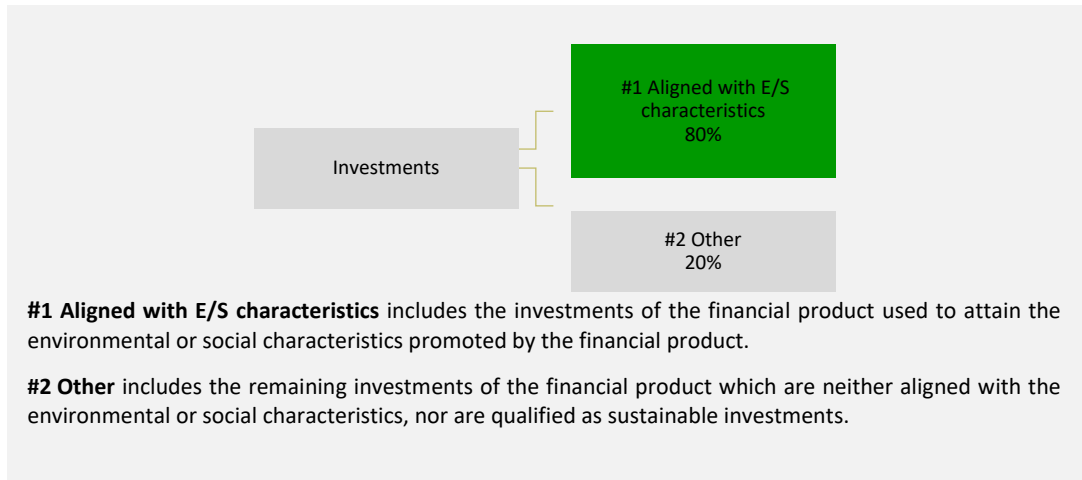 #1 Aligned with E/S
characteristics
80%
Investments
#2 Other
20%
#1 Aligned with E/S characteristics includes the investments of the financial product used to attain the
environmental or social characteristics promoted by the financial product.
#2 Other includes the remaining investments of the financial product which are neither aligned with the
environmental or social characteristics, nor are qualified as sustainable investments.